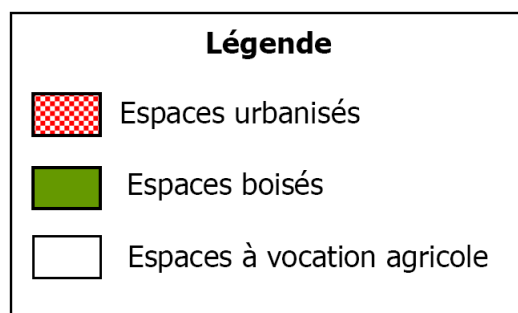 Légende
Espaces urbanisés
Espaces boisés
Espaces à vocation agricole